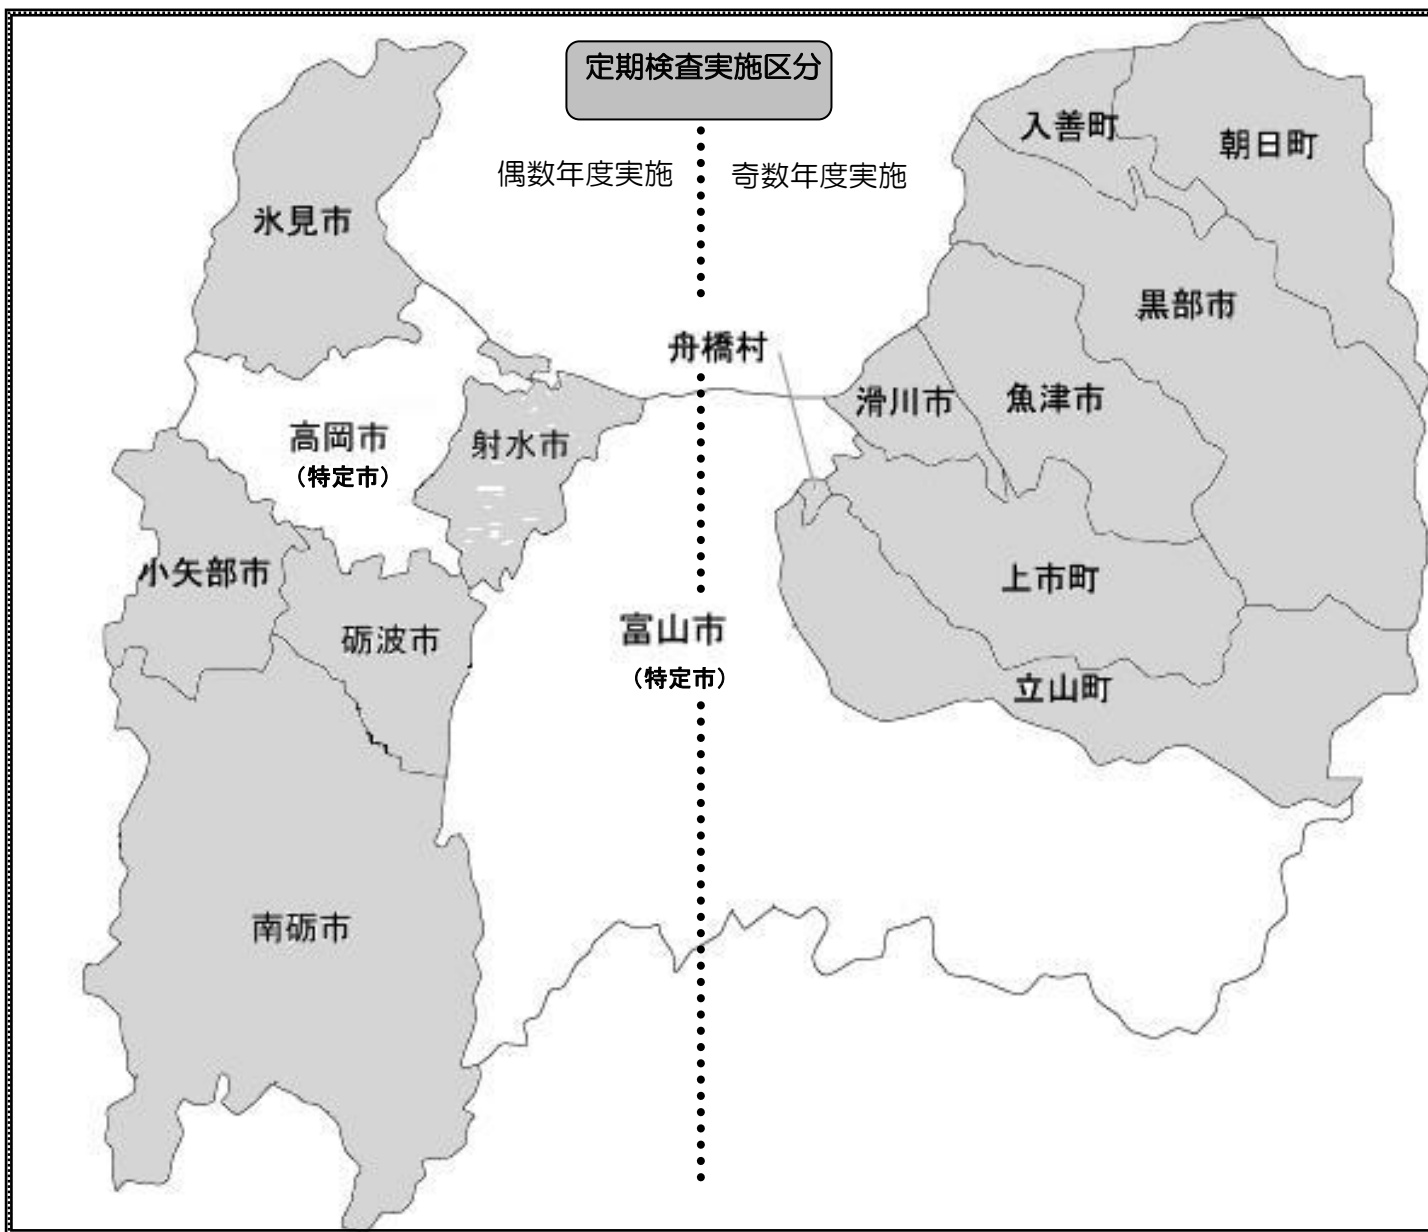 定期検査実施区分
偶数年度実施
奇数年度実施
入善町
朝日町
氷見市
黒部市
舟橋村
滑川市
魚津市
高岡市
（特定市）
射水市
小矢部市
上市町
砺波市
富山市
（特定市）
立山町
南砺市